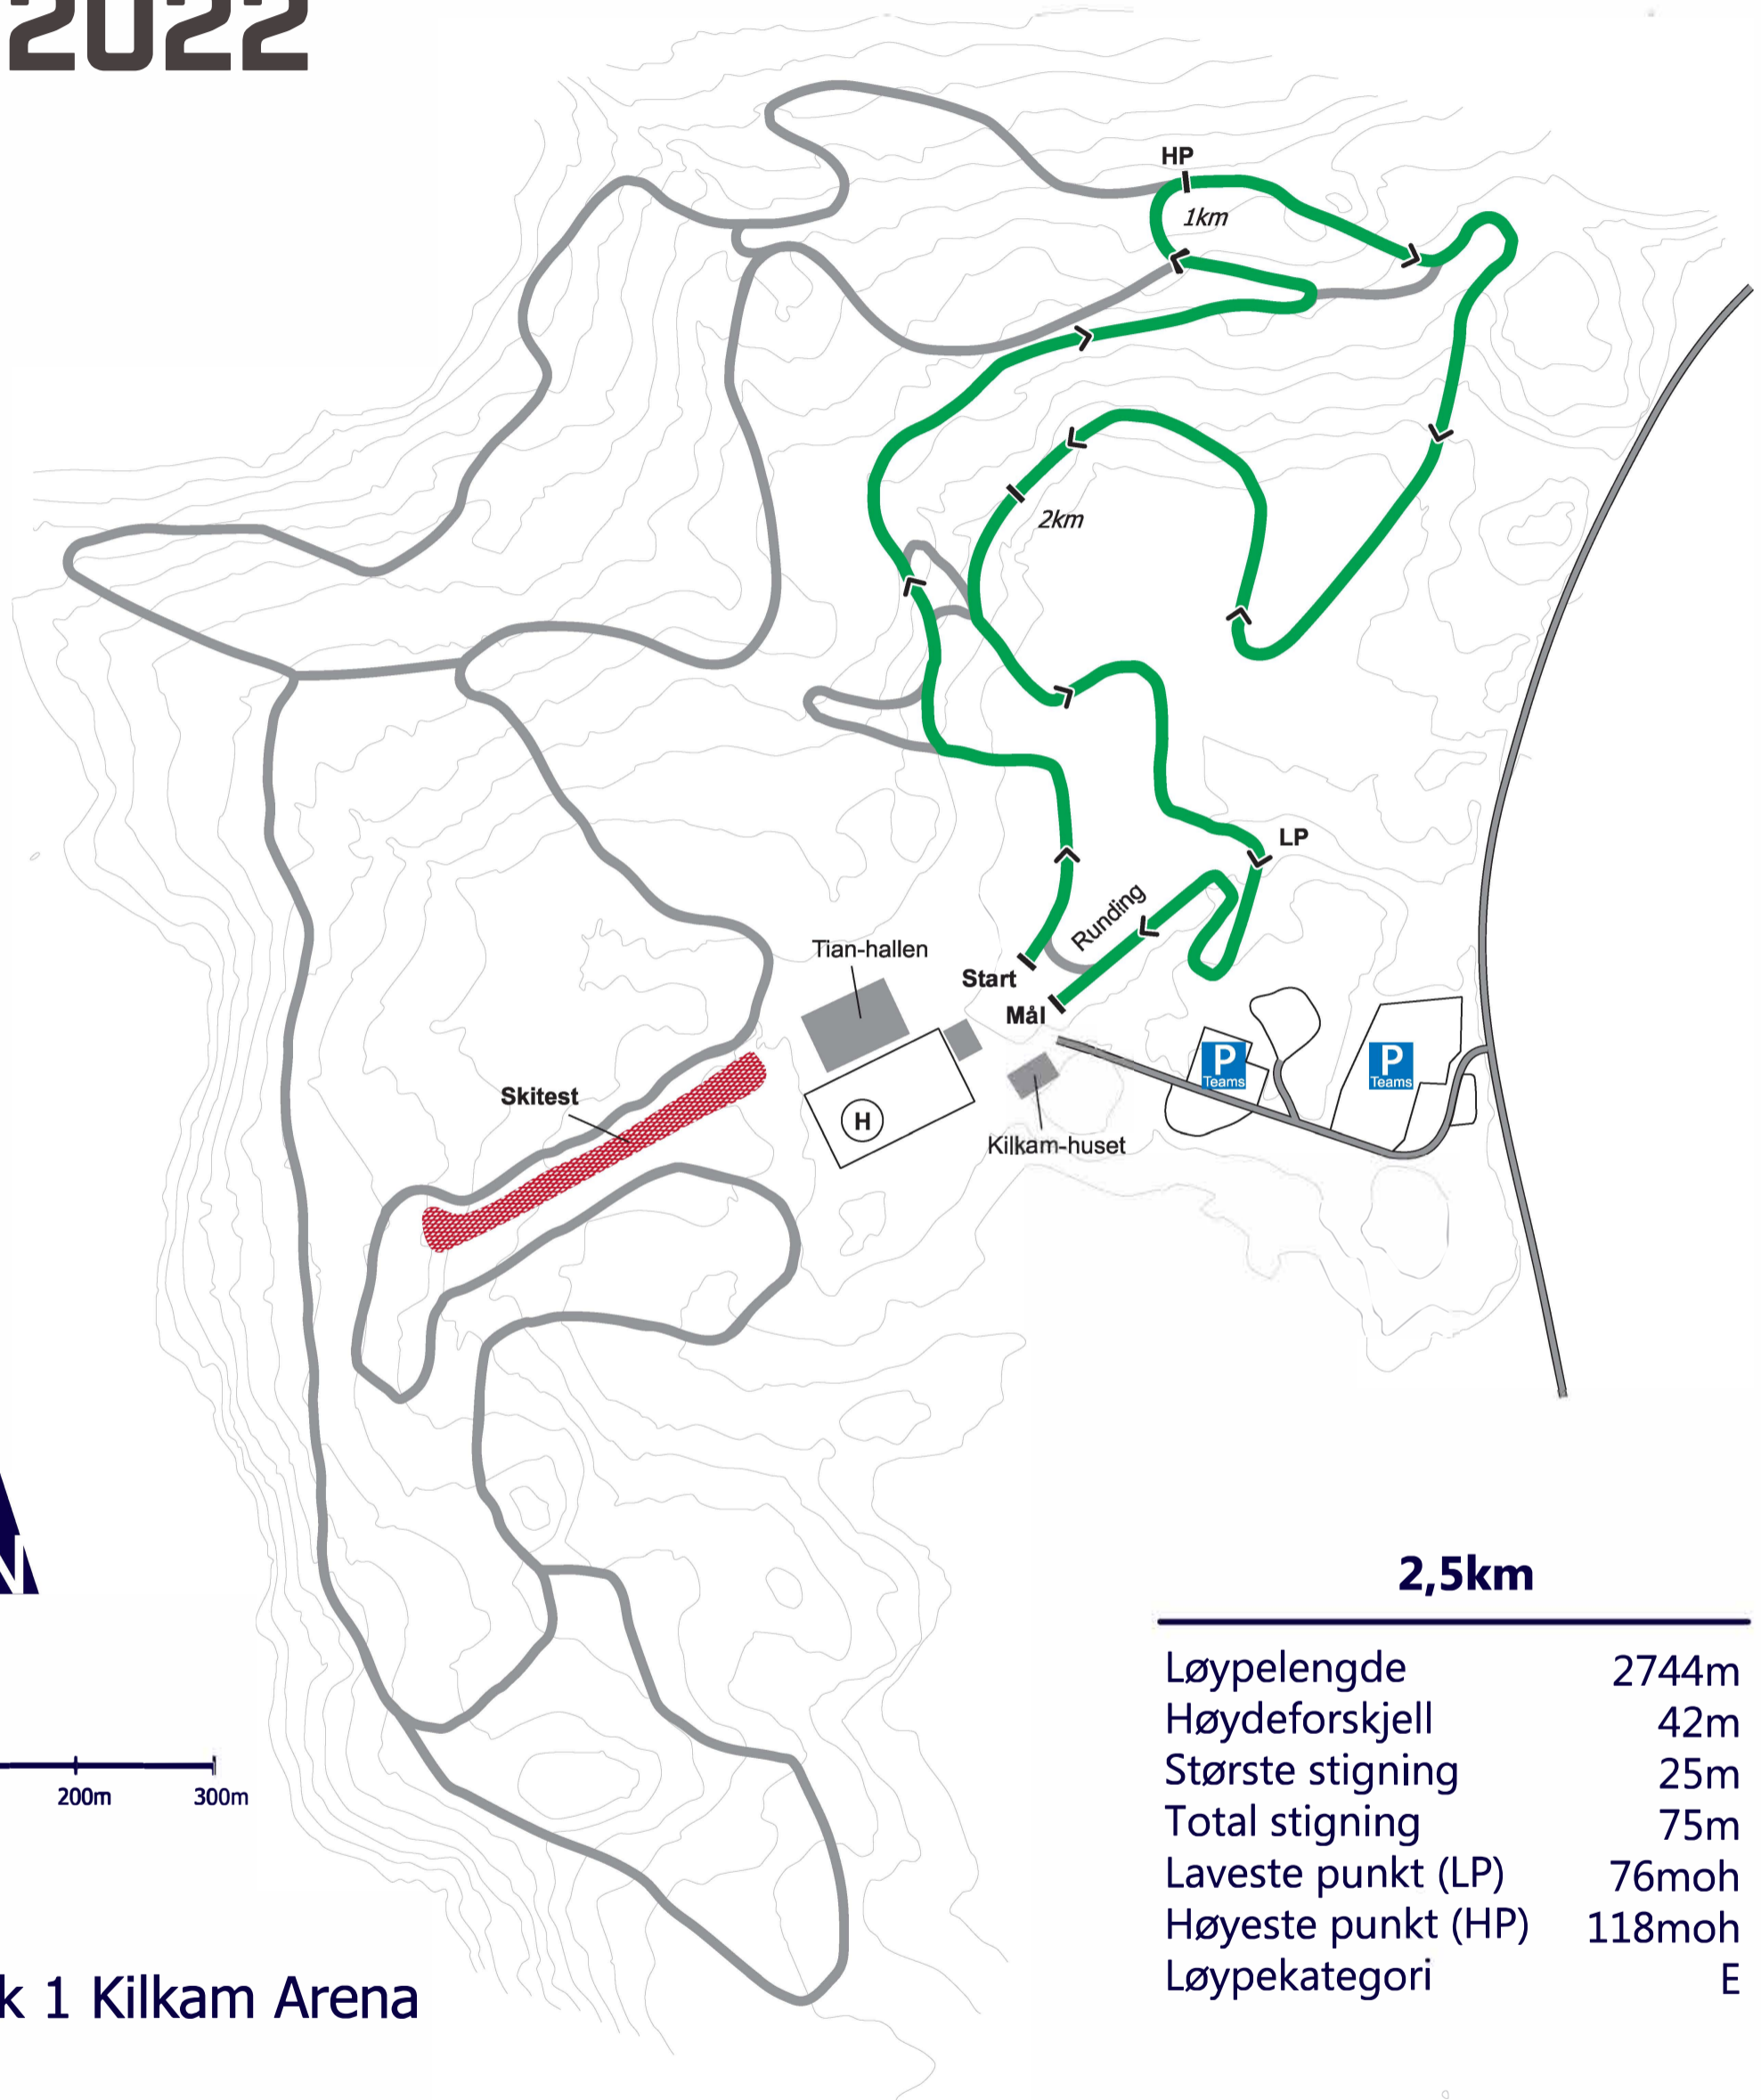 2022
HP
1km
2km
LP
Runding
Tian-hallen
Start
Mål
P
Teams
P
Teams
Skitest
H
Kilkam-huset
N
2,5km
Løypelengde 2744m
Høydeforskjell 42m
Største stigning 25m
Total stigning 75m
Laveste punkt (LP) 76moh
Høyeste punkt (HP) 118moh
Løypekategori E
200m 300m
k 1 Kilkam Arena